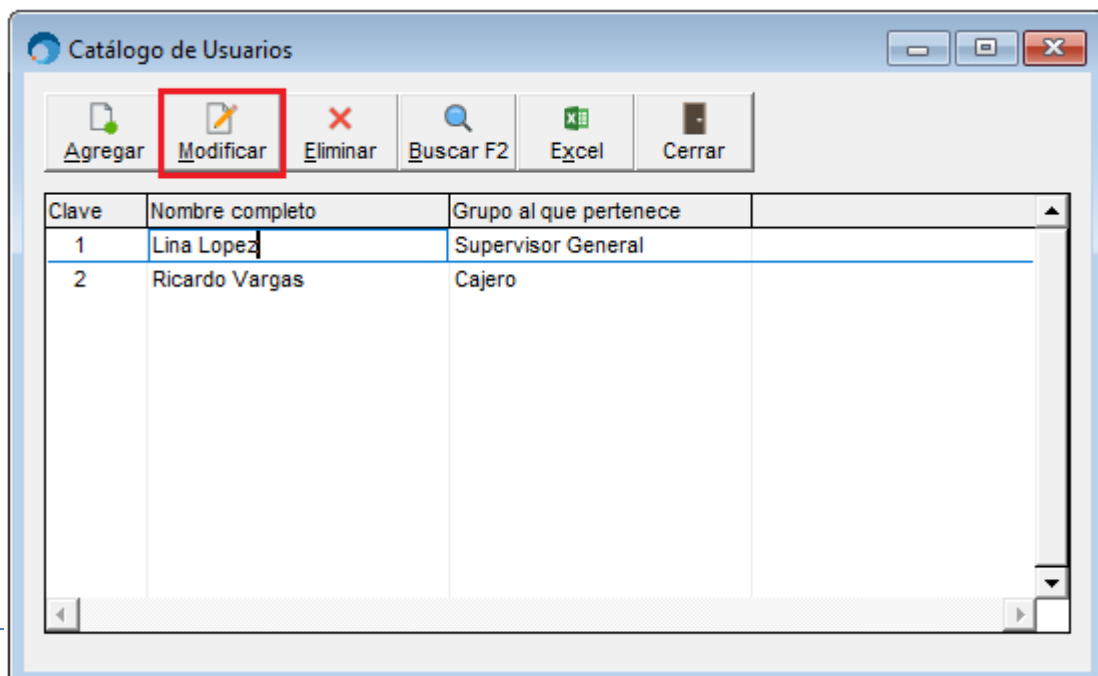 Catálogo de Usuarios
Agregar Modificar Eliminar Buscar F2 Excel Cerrar
Clave Nombre completo Grupo al que pertenece
1 Lina Lopez Supervisor General
2 Ricardo Vargas Cajero